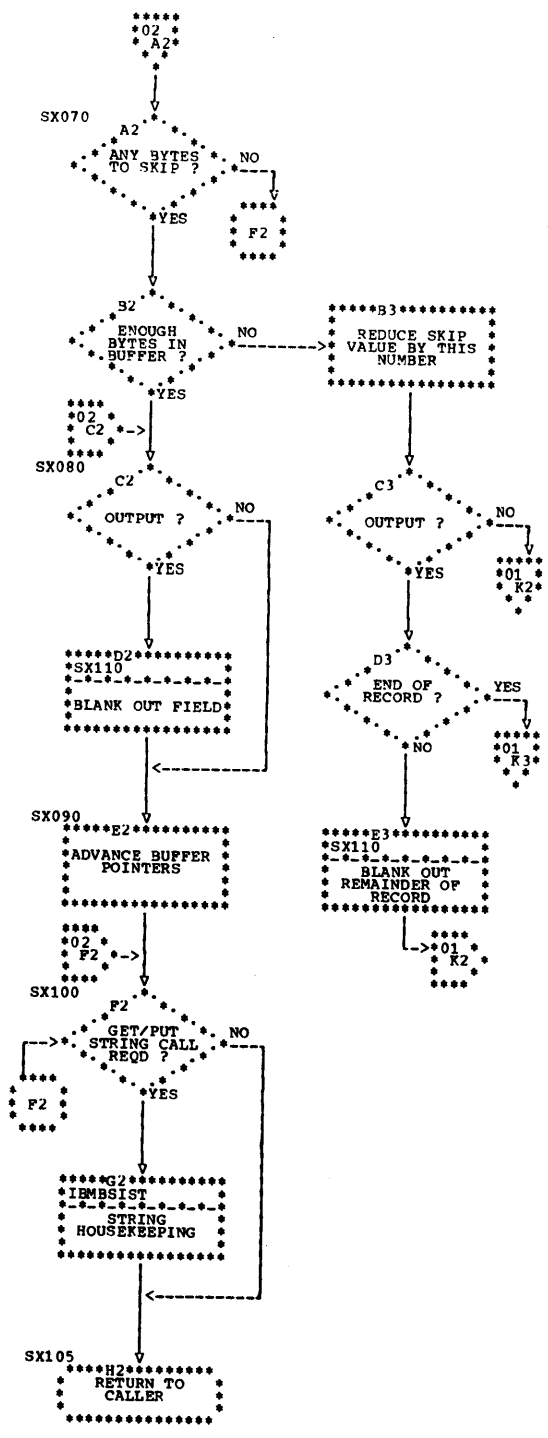 02
A2
SX070
A2
ANY BYTES
TO SKIP ?
NO
YES
F2
B2
ENOUGH
BYTES IN
BUFFER ?
NO
YES
B3
REDUCE SKIP
VALUE BY THIS
NUMBER
02
C2
SX080
C2
OUTPUT ?
NO
YES
C3
OUTPUT ?
NO
YES
01
K2
D2
SX110
BLANK OUT FIELD
D3
END OF
RECORD ?
YES
NO
01
K3
SX090
E2
ADVANCE BUFFER
POINTERS
E3
SX110
BLANK OUT
REMAINDER OF
RECORD
01
K2
02
F2
SX100
F2
GET/PUT
STRING CALL
REQD ?
NO
YES
F2
G2
IBMBSIST
STRING
HOUSEKEEPING
SX105
H2
RETURN TO
CALLER